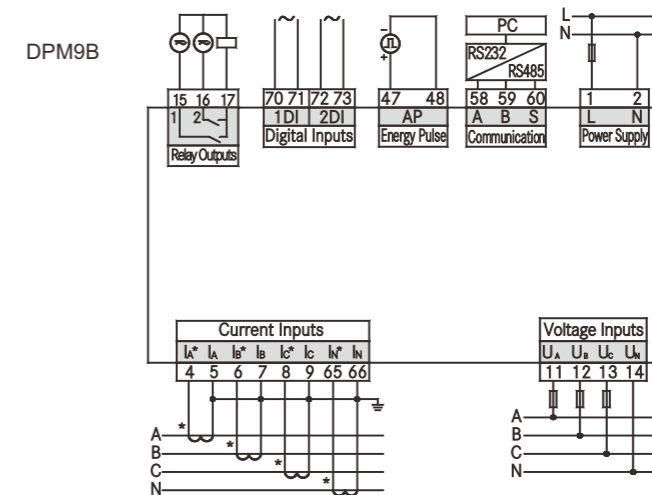 DPM9B
PC
RS232
RS485
L
N
15 16 17
70 71 72 73
47 48
58 59 60
1 2
1 2
1DI 2DI
AP
A B S
L N
Relay Outputs
Digital Inputs
Energy Pulse
Communication
Power Supply
Current Inputs
IA* IA IB* IB IC* IC IN* IN
4 5 6 7 8 9 65 66
Voltage Inputs
UA UB UC UN
11 12 13 14
A
B
C
N
*
*
*
*
A
B
C
N